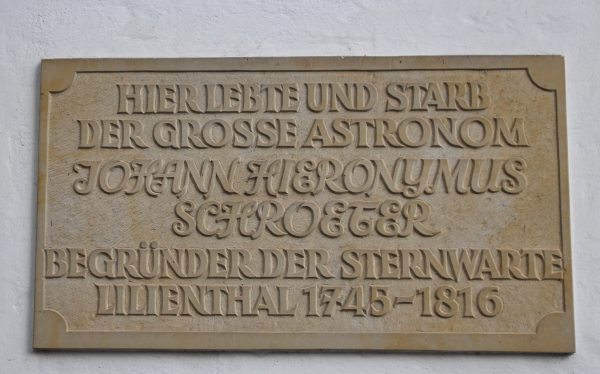 HIER LEBTE UND STARB
DER GROSSE ASTRONOM
JOHANN HIERONYMUS
SCHROETER
BEGRÜNDER DER STERNWARTE
LILIENTHAL 1745-1816